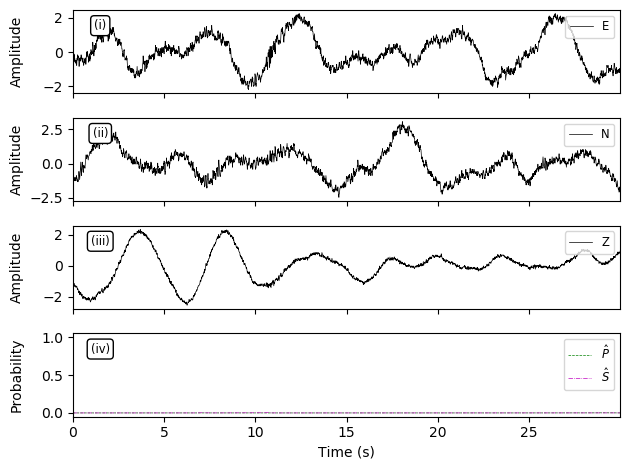 (i)
E
Amplitude
2
0
−2
(ii)
N
Amplitude
2.5
0.0
−2.5
(iii)
Z
Amplitude
2
0
−2
(iv)
P̂
Ŝ
Probability
1.0
0.5
0.0
0 5 10 15 20 25
Time (s)